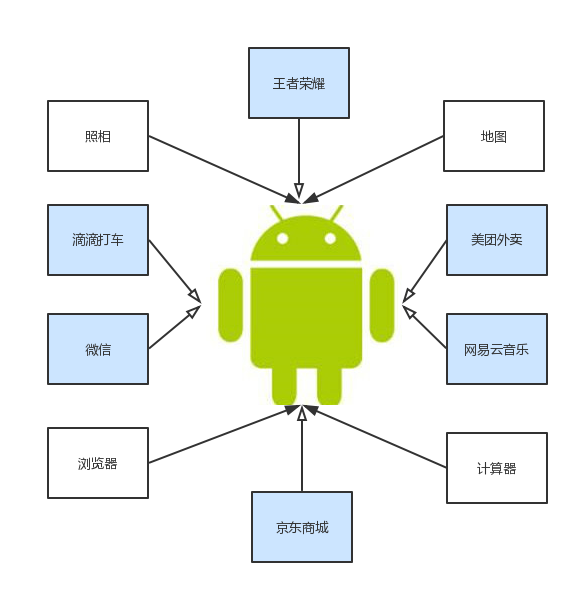 王者荣耀
照相
地图
滴滴打车
美团外卖
微信
网易云音乐
浏览器
计算器
京东商城